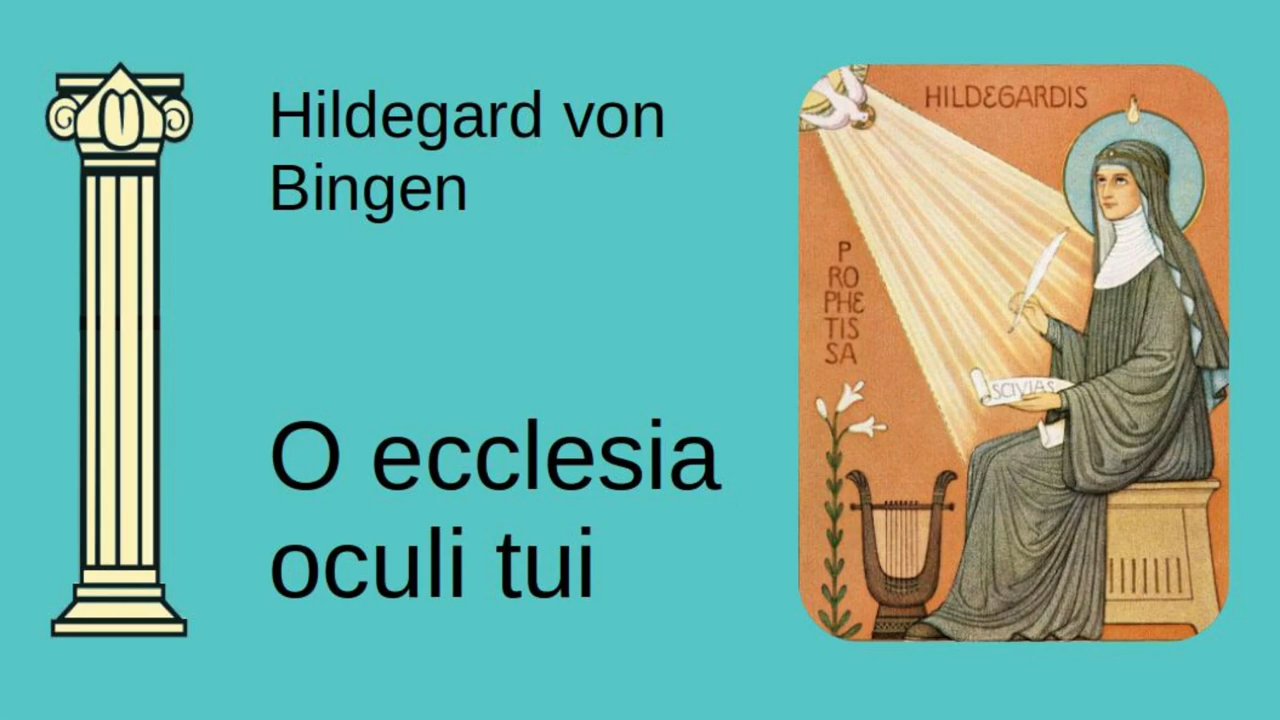 Hildegard von
Bingen
O ecclesia
oculi tui
HILDEGARDIS
P
RO
PHE
TIS
SA
SCIVIAS